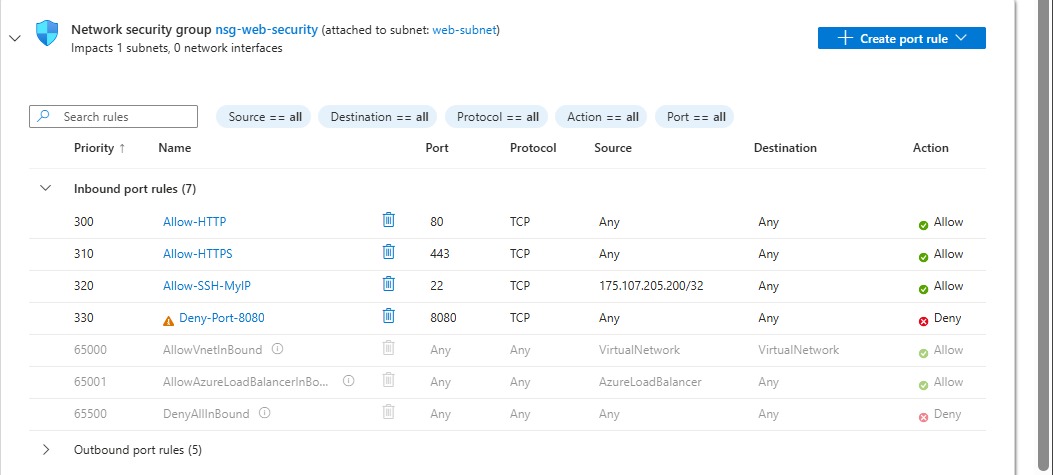 Network security group nsg-web-security (attached to subnet: web-subnet)
Impacts 1 subnets, 0 network interfaces
Create port rule
Search rules
Source == all
Destination == all
Protocol == all
Action == all
Port == all
Priority ↑ Name Port Protocol Source Destination Action
Inbound port rules (7)
300 Allow-HTTP 80 TCP Any Any Allow
310 Allow-HTTPS 443 TCP Any Any Allow
320 Allow-SSH-MyIP 22 TCP 175.107.205.200/32 Any Allow
330 Deny-Port-8080 8080 TCP Any Any Deny
65000 AllowVnetInBound Any Any VirtualNetwork VirtualNetwork Allow
65001 AllowAzureLoadBalancerInBo... Any Any AzureLoadBalancer Any Allow
65500 DenyAllInBound Any Any Any Any Deny
Outbound port rules (5)